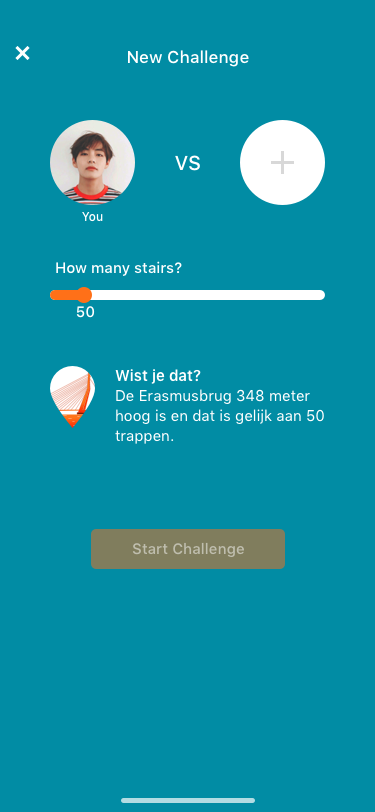 New Challenge
VS
You
How many stairs?
50
Wist je dat?
De Erasmusbrug 348 meter
hoog is en dat is gelijk aan 50
trappen.
Start Challenge